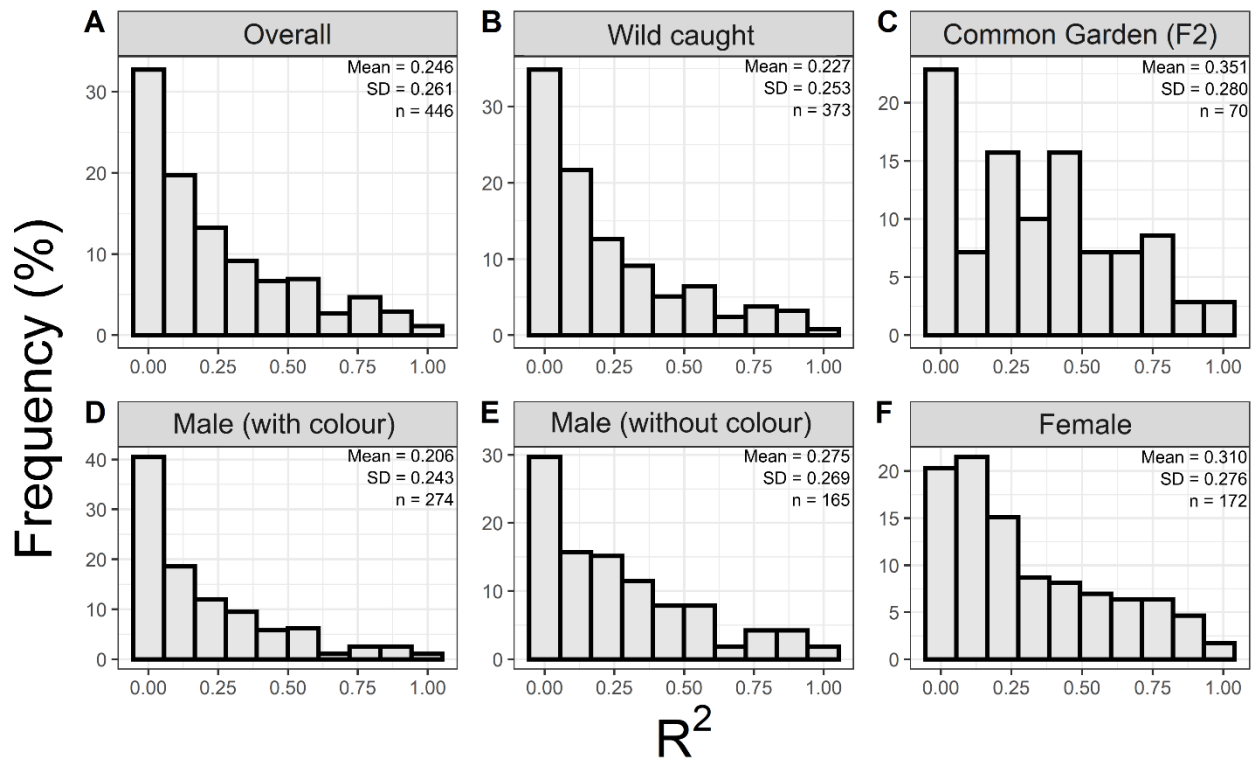 A
Overall
Mean = 0.246
SD = 0.261
n = 446
30
20
10
0
0.00 0.25 0.50 0.75 1.00
B
Wild caught
Mean = 0.227
SD = 0.253
n = 373
30
20
10
0
0.00 0.25 0.50 0.75 1.00
C
Common Garden (F2)
Mean = 0.351
SD = 0.280
n = 70
20
15
10
5
0
0.00 0.25 0.50 0.75 1.00
D
Male (with colour)
Mean = 0.206
SD = 0.243
n = 274
40
30
20
10
0
0.00 0.25 0.50 0.75 1.00
E
Male (without colour)
Mean = 0.275
SD = 0.269
n = 165
30
20
10
0
0.00 0.25 0.50 0.75 1.00
F
Female
Mean = 0.310
SD = 0.276
n = 172
20
15
10
5
0
0.00 0.25 0.50 0.75 1.00
Frequency (%)
R²